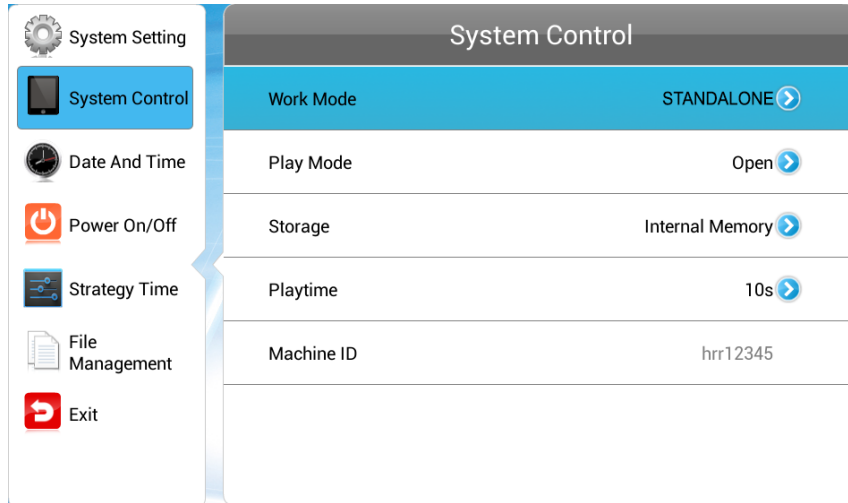 System Setting
System Control
Date And Time
Power On/Off
Strategy Time
File
Management
Exit
System Control
Work Mode STANDALONE
Play Mode Open
Storage Internal Memory
Playtime 10s
Machine ID hrr12345